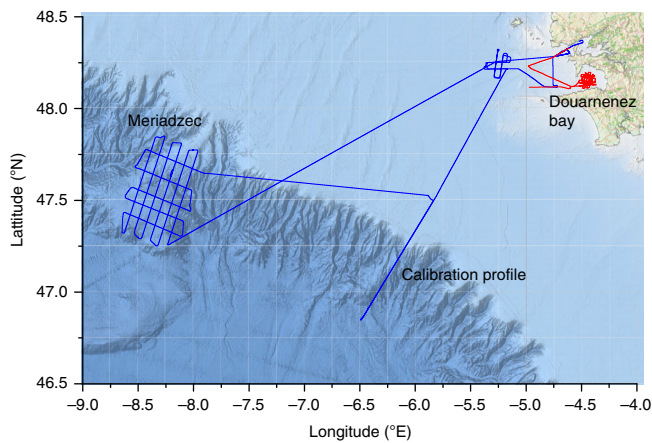 48.5
48.0
47.5
47.0
46.5
Lattitude (°N)
Meriadzec
Douarnenez
bay
Calibration profile
–9.0 –8.5 –8.0 –7.5 –7.0 –6.5 –6.0 –5.5 –5.0 –4.5 –4.0
Longitude (°E)